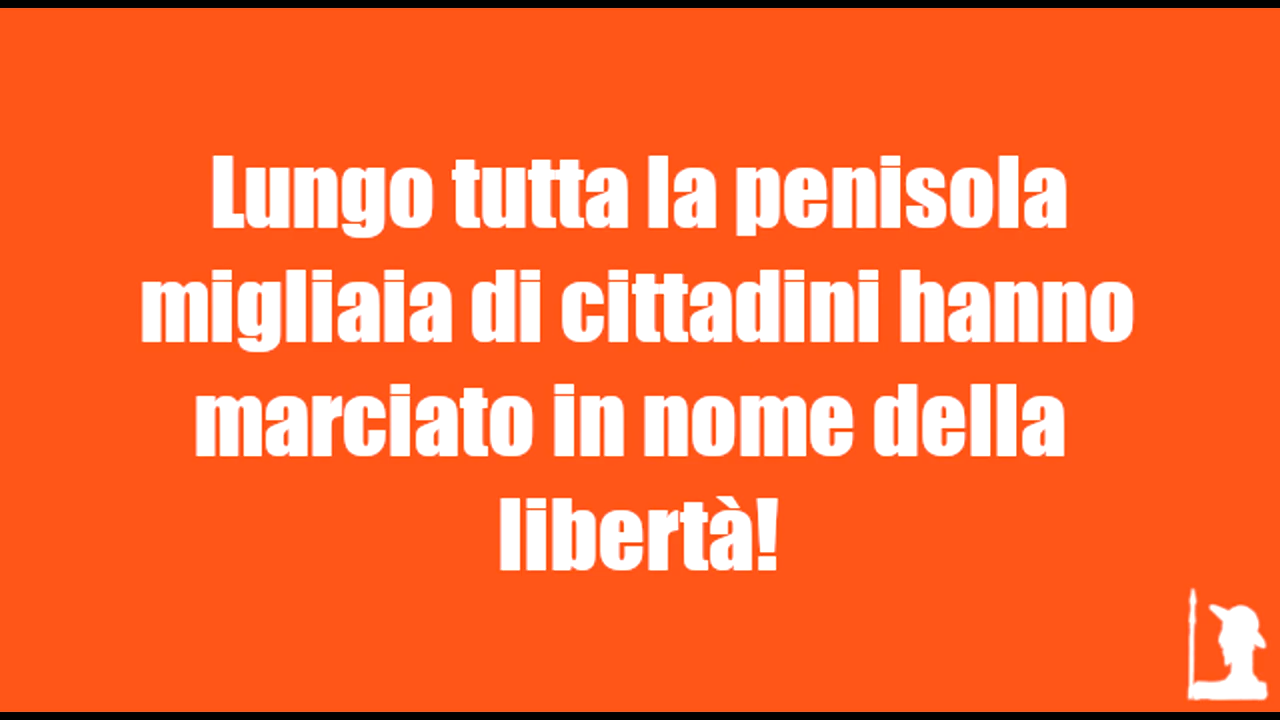 Lungo tutta la penisola
migliaia di cittadini hanno
marciato in nome della
libertà!